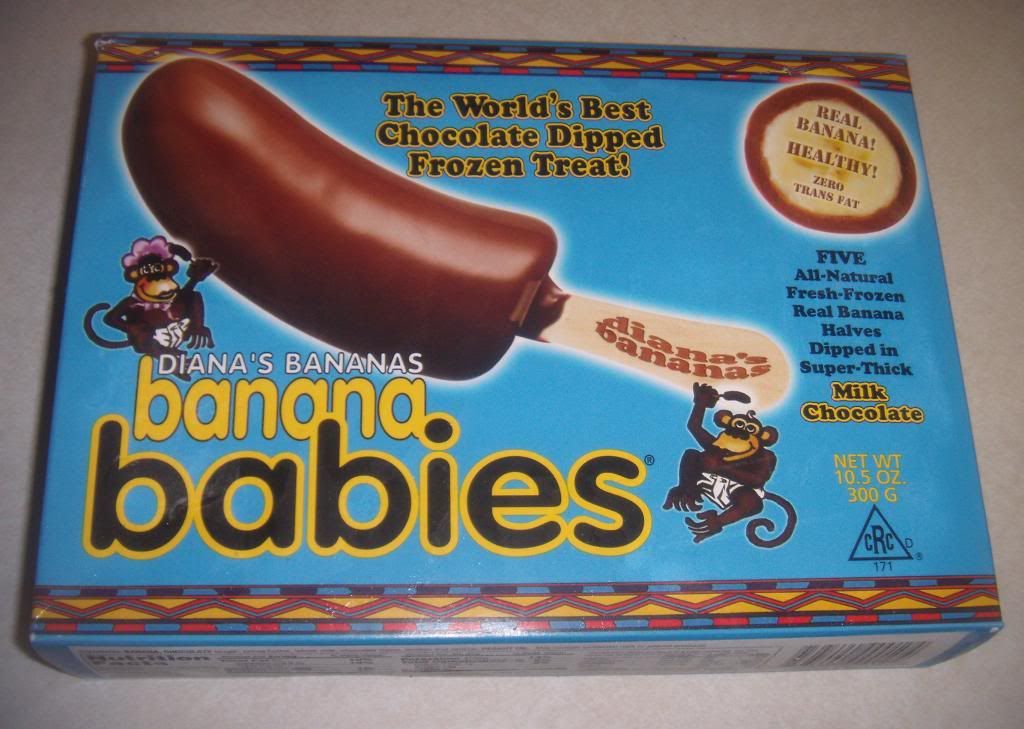 The World's Best
Chocolate Dipped
Frozen Treat!
REAL
BANANA!
HEALTHY!
ZERO
TRANS FAT
FIVE
All-Natural
Fresh-Frozen
Real Banana
Halves
Dipped in
Super-Thick
Milk
Chocolate
diana's
bananas
DIANA'S BANANAS
banana
babies®
NET WT
10.5 OZ.
300 G
CRC D ®
171
Nutrition
Facts